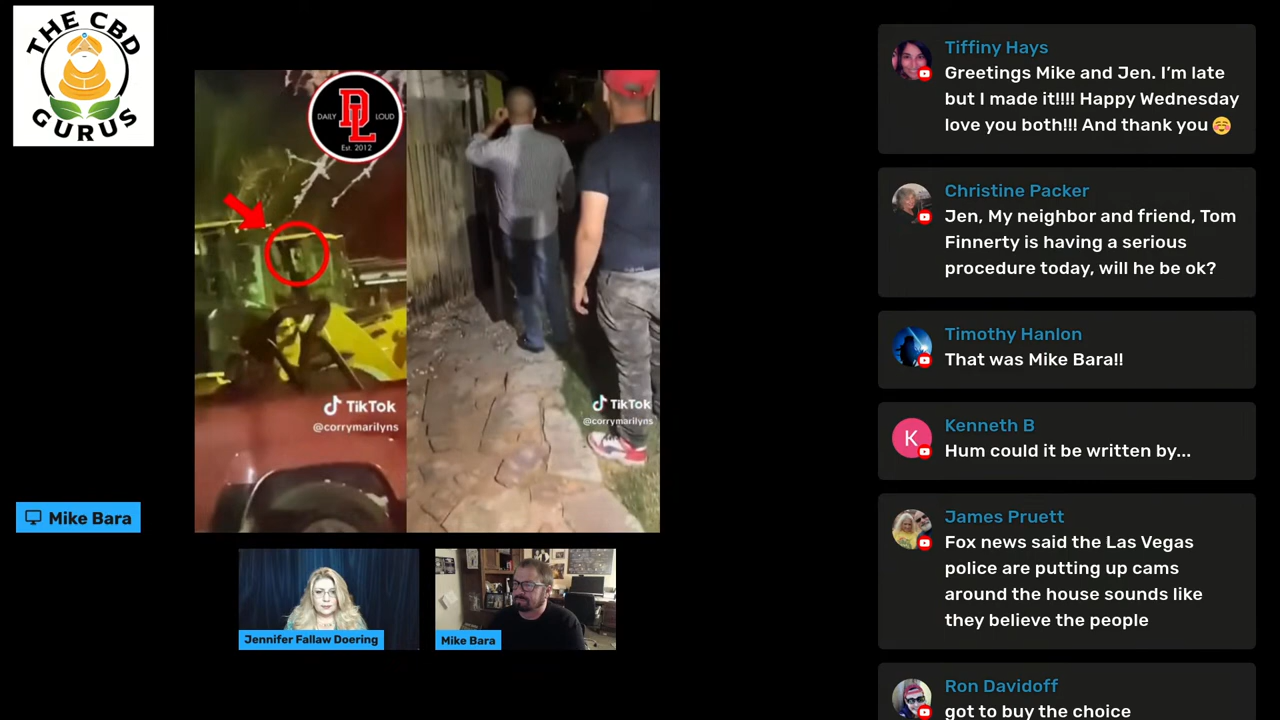 THE CBD
GURUS
DAILY DL LOUD
Est. 2012
TikTok
@corrymarilyns
TikTok
@corrymarilyns
Mike Bara
Jennifer Fallaw Doering
Mike Bara
Tiffiny Hays
Greetings Mike and Jen. I’m late
but I made it!!!! Happy Wednesday
love you both!!! And thank you ☺️
Christine Packer
Jen, My neighbor and friend, Tom
Finnerty is having a serious
procedure today, will he be ok?
Timothy Hanlon
That was Mike Bara!!
K
Kenneth B
Hum could it be written by...
James Pruett
Fox news said the Las Vegas
police are putting up cams
around the house sounds like
they believe the people
Ron Davidoff
got to buy the choice